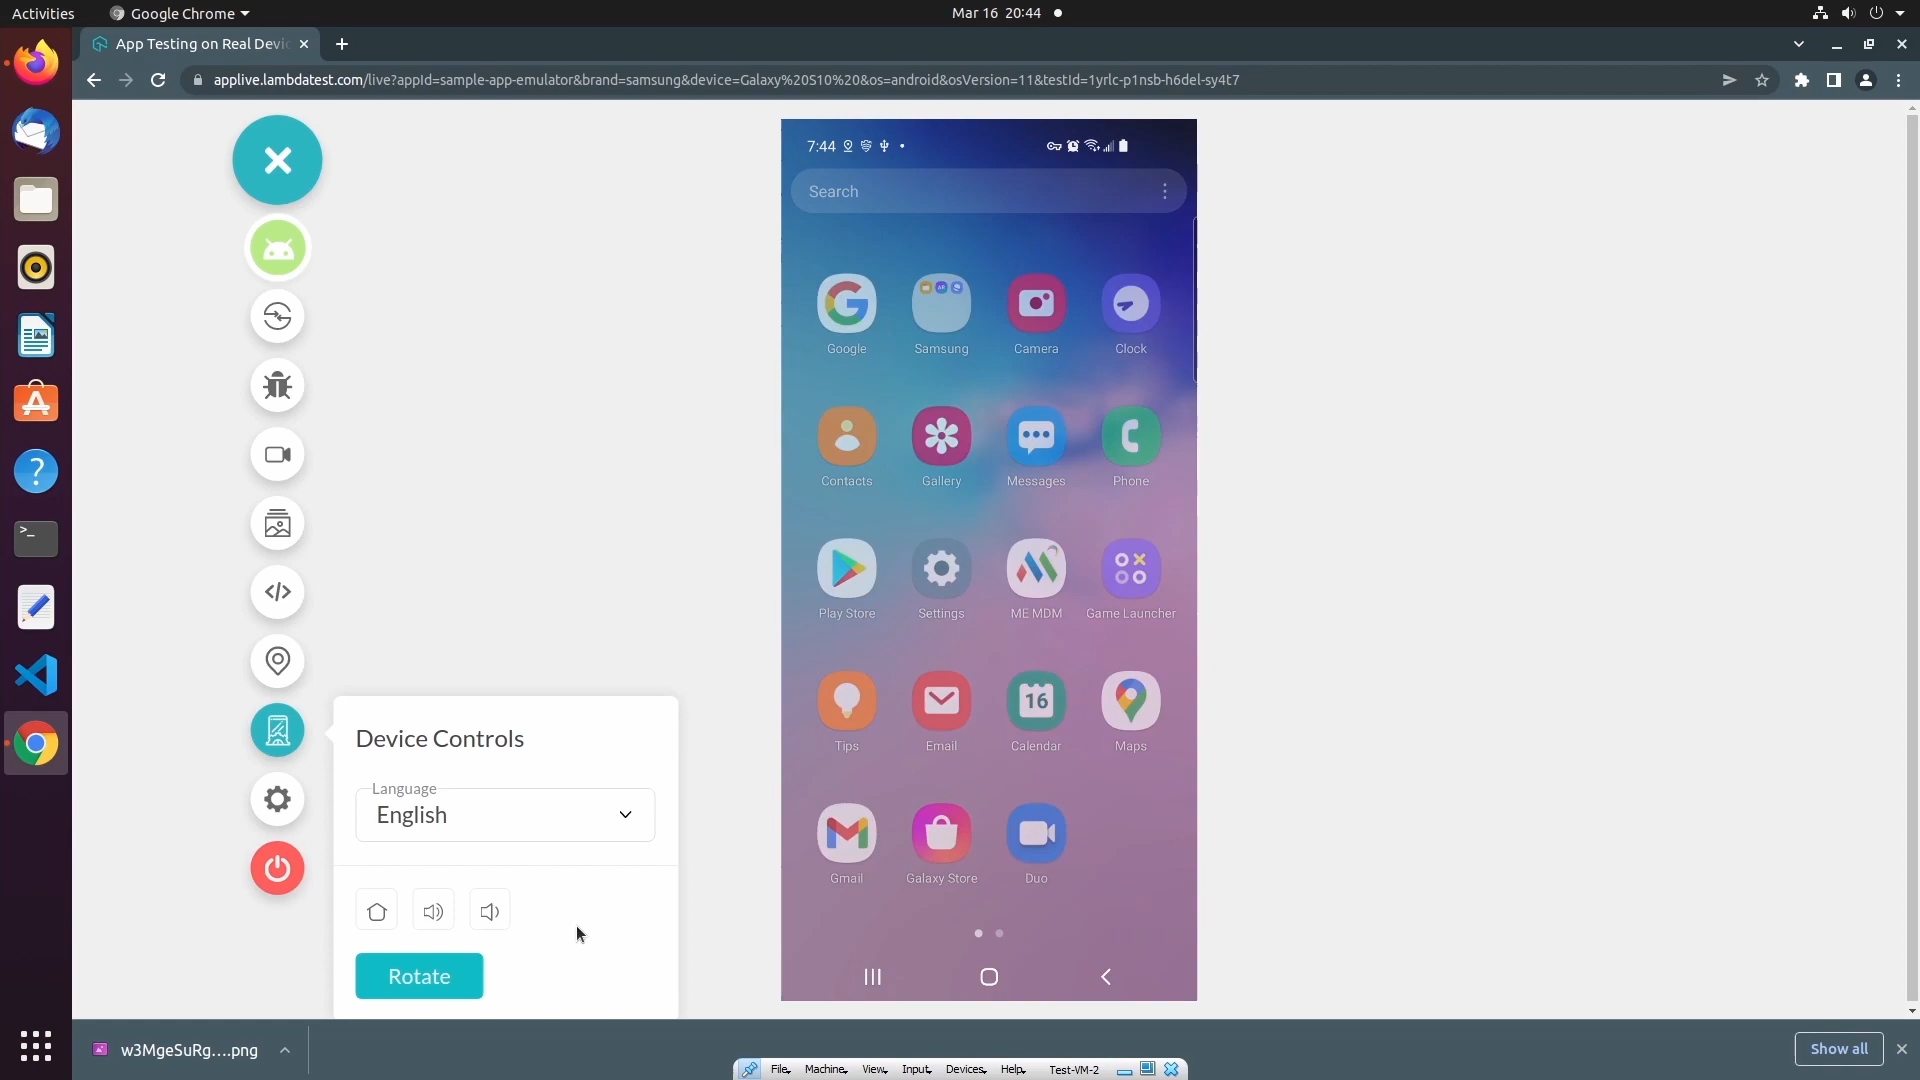 Activities
Google Chrome
Mar 16 20:44
App Testing on Real Devic
applive.lambdatest.com/live?appId=sample-app-emulator&brand=samsung&device=Galaxy%20S10%20&os=android&osVersion=11&testId=1yrlc-p1nsb-h6del-sy4t7
7:44
Search
Google
Samsung
Camera
Clock
Contacts
Gallery
Messages
Phone
Play Store
Settings
ME MDM
Game Launcher
16
Tips
Email
Calendar
Maps
Gmail
Galaxy Store
Duo
Device Controls
Language
English
Rotate
w3MgeSuRg....png
Show all
File
Machine
View
Input
Devices
Help
Test-VM-2